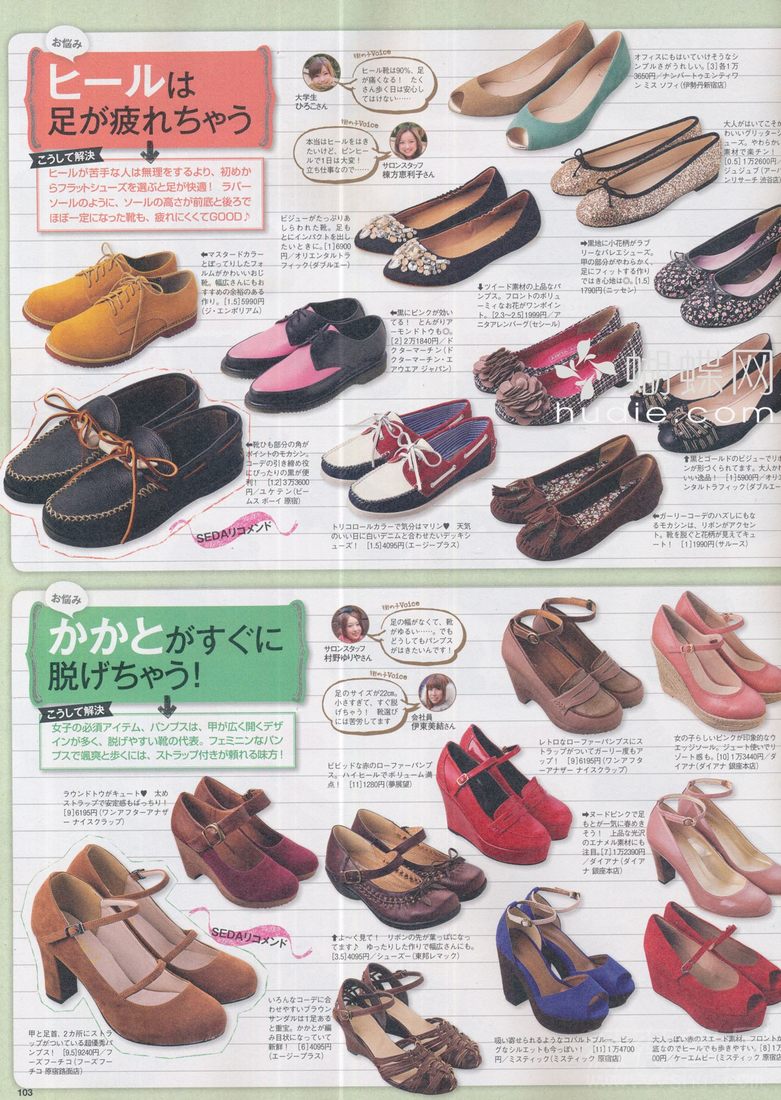 お悩み
ヒールは
足が疲れちゃう
こうして解決
ヒールが苦手な人は無理をするより、初めか
らフラットシューズを選ぶと足が快適! ラバー
ソールのように、ソールの高さが前底と後ろで
ほぼ一定になった靴も、疲れにくくてGOOD♪
Voice
ヒール靴は90%、足
が痛くなる! たく
さん歩く日は安心し
てはけない……
大学生
ひろこさん
Voice
本当はヒールをはき
たいけど、ピンヒー
ルで1日は大変!
立ち仕事なので……
サロンスタッフ
棟方恵利子さん
オフィスにもはいていけそうなシ
ンプルさがうれしい。[3]各1万
3650円/ナンバートゥエンティワ
ン ミス ソフィ(伊勢丹新宿店)
大人がはいてこそか
わいいグリッターシ
ューズ。やわらかい
素材で楽チン!
[0.5]1万2600円/
ジュジュブ(アーバ
ンリサーチ 渋谷店)
ビジューがたっぷりあ
しらわれた靴。足も
とにインパクトを出し
たいときに。[1]6900
円/オリエンタルトラ
フィック(ダブルエー)
➡黒地に小花柄がラブ
リーなバレエシューズ。
甲の部分がやわらかく、
足にフィットする作り
ではき心地は◎。[1.5]
1790円(ニッセン)
⬅マスタードカラー
とぽってりしたフォ
ルムがかわいいおじ
靴。幅広さんにもお
すすめの余裕のある
作り。[1.5]5990円
(ジ・エンポリアム)
⬅黒にピンクが効い
てる! とんがりア
ーモンドトウも◎。
[2]2万1840円/ド
クターマーチン(ド
クターマーチン・エ
アウエア ジャパン)
⬇ツイード素材の上品なパ
ンプス。フロントのボリュ
ーミィなお花がワンポイン
ト。[2.3〜2.5]1999円/ア
ニタアレンバーグ(セシール)
蝴蝶网
hudie.com
⬅靴ひも部分の角が
ポイントのモカシン。
コーデの引き締め役
にぴったりの黒が便
利! [1.2]3万3600
円/ユケテン(ビー
ムス ボーイ 原宿)
SEDAリコメンド
トリコロールカラーで気分はマリン♥ 天気
のいい日に白いデニムと合わせたいデッキシ
ューズ! [1.5]4095円(エージープラス)
⬆黒とゴールドのビジューでリボ
ンが形づくられてます。大人かわ
いい逸品! [1]5900円/オリエ
ンタルトラフィック(ダブルエー)
⬅ガーリーコーデのハズしにも
なるモカシンは、リボンがアクセ
ント。靴を脱ぐと花柄が見えてキュ
ート! [1]1990円(サルース)
お悩み
かかとがすぐに
脱げちゃう!
こうして解決
女子の必須アイテム、パンプスは、甲が広く開くデザ
インが多く、脱げやすい靴の代表。フェミニンなパン
プスで颯爽と歩くには、ストラップ付きが頼れる味方!
Voice
足の幅がなくて、靴
がゆるい……。でも
どうしてもパンプス
がはきたいんです!
サロンスタッフ
村野ゆりやさん
Voice
足のサイズが22cm。
小さすぎて、すぐ脱
げちゃう! 靴選び
には苦労してます
会社員
伊東美結さん
レトロなローファーパンプスにス
トラップがついてガーリー度もア
ップ! [9]6195円(ワンアフタ
ーアナザー ナイスクラップ)
女の子らしいピンクが印象的なウ
エッジソール。ジュート使いでリ
ゾート感も。[10]1万3440円/ダ
イアナ(ダイアナ 銀座本店)
ビビッドな赤のローファーパンプ
ス。ハイヒールでボリューム満
点! [11]1280円(夢展望)
ラウンドトウがキュート♥ 太め
ストラップで安定感もばっちり!
[9]6195円(ワンアフターアナザ
ー ナイスクラップ)
➡ヌードピンクで足
もとが一気に春めき
そう! 上品な光沢
のエナメル素材にも
注目。[7]1万2390円
/ダイアナ(ダイア
ナ 銀座本店)
SEDAリコメンド
⬆よ〜く見て! リボンの先が葉っぱになっ
てます♪ ゆったりした作りで幅広さんにも。
[3.5]4095円/シューズー(東邦レマック)
甲と足首、2カ所にストラ
ップがついている超優秀パ
ンプス! [9.5]9240円/フ
ーズフーチコ(フーズフー
チコ 原宿路面店)
いろんなコーデに合
わせやすいブラウン
サンダルは1足ある
と重宝。かかとが編
み目状になっていて
新鮮! [6]4095円
(エージープラス)
吸い寄せられるようなコバルトブルー。ビッ
グなシルエットも今っぽい! [11]1万4700
円/ミスティック(ミスティック 原宿店)
大人っぽい赤のスエード素材。フロントが
底なのでヒールでも歩きやすい。[8]1万
00円/ケーエムビー(ミスティック 原宿店)
103